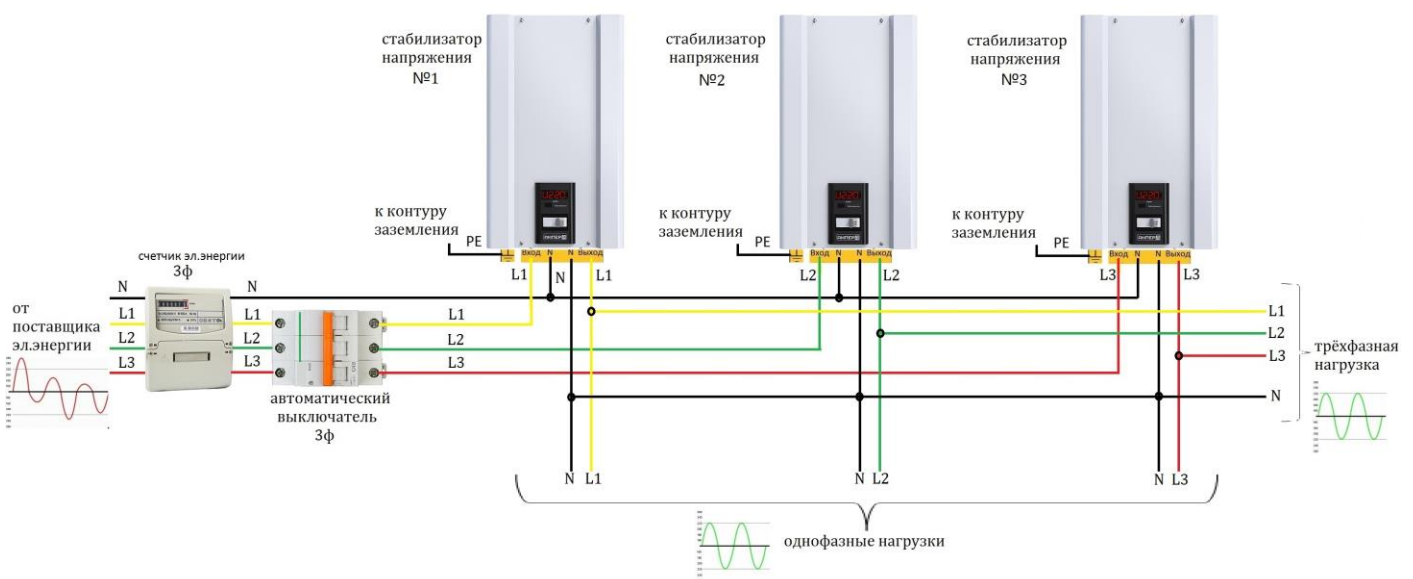 стабилизатор
напряжения
№1
стабилизатор
напряжения
№2
стабилизатор
напряжения
№3
к контуру
заземления
PE
к контуру
заземления
PE
к контуру
заземления
PE
Вход N N Выход
Вход N N Выход
Вход N N Выход
L1 N L1
L2 L2
L3 L3
счетчик эл.энергии
3ф
от
поставщика
эл.энергии
N
L1
L2
L3
N
L1
L2
L3
L1
L2
L3
автоматический
выключатель
3ф
L1
L2
L3
N
трёхфазная
нагрузка
N L1
N L2
N L3
однофазные нагрузки